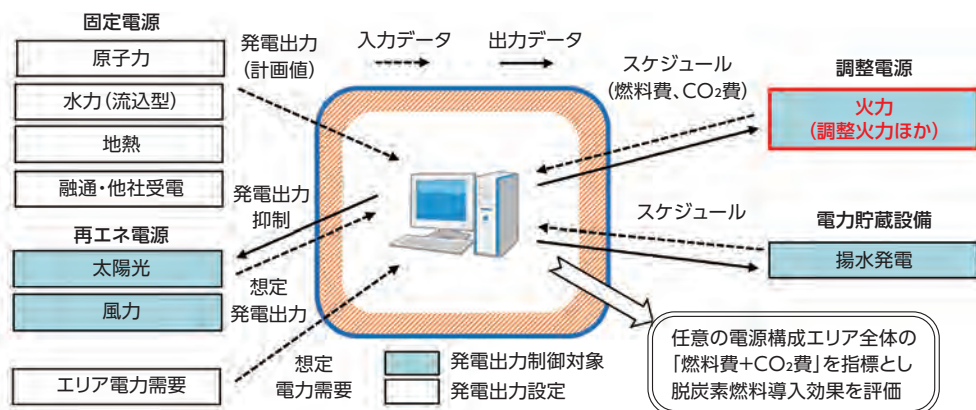 固定電源
原子力
水力（流込型）
地熱
融通・他社受電
発電出力
（計画値）
入力データ
出力データ
スケジュール
（燃料費、CO₂費）
調整電源
火力
（調整火力ほか）
発電出力
抑制
再エネ電源
太陽光
風力
想定
発電出力
スケジュール
電力貯蔵設備
揚水発電
エリア電力需要
想定
電力需要
発電出力制御対象
発電出力設定
任意の電源構成エリア全体の
「燃料費+CO₂費」を指標とし
脱炭素燃料導入効果を評価